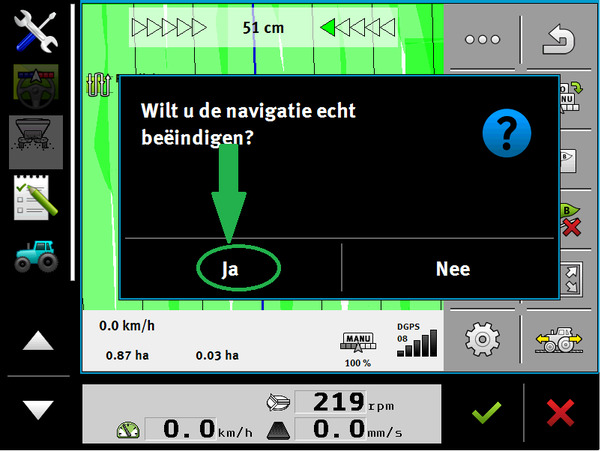 51 cm
Wilt u de navigatie echt
beëindigen?
Ja
Nee
NU
B
0.0 km/h
0.87 ha
0.03 ha
MANU
100 %
DGPS
08
219 rpm
0.0 km/h
0.0 mm/s